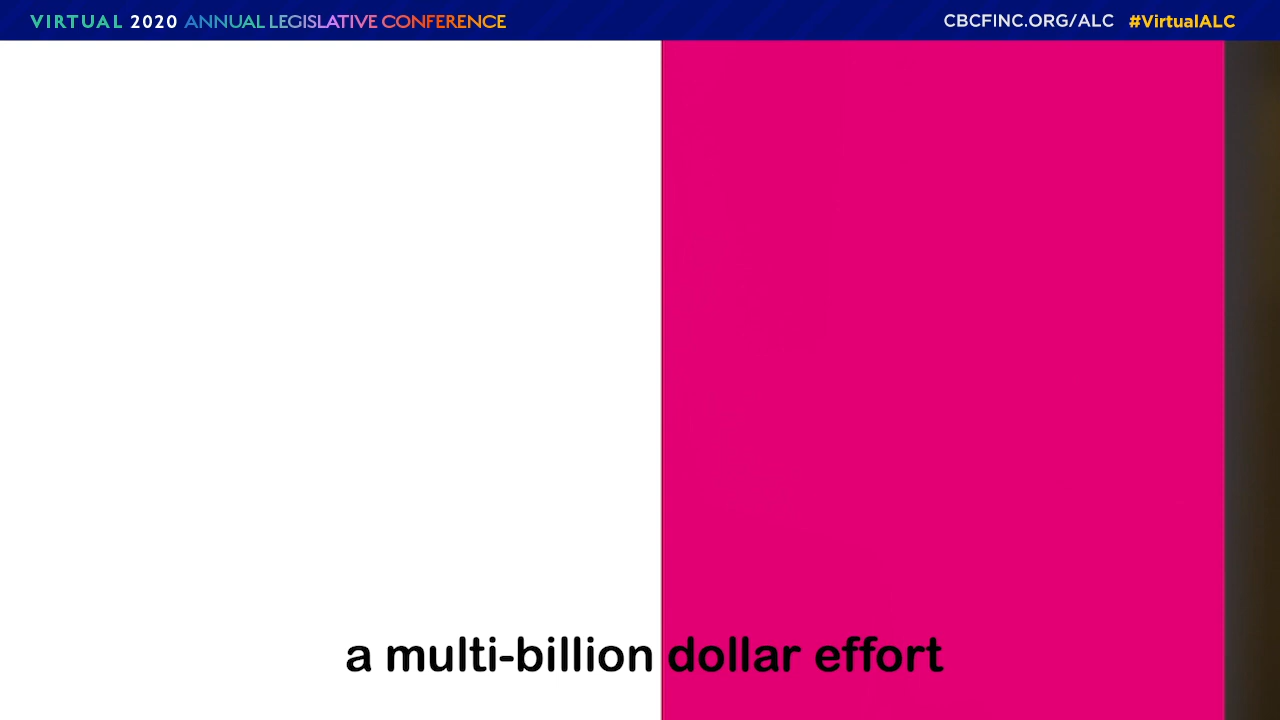 VIRTUAL 2020 ANNUAL LEGISLATIVE CONFERENCE
CBCFINC.ORG/ALC #VirtualALC
a multi-billion dollar effort